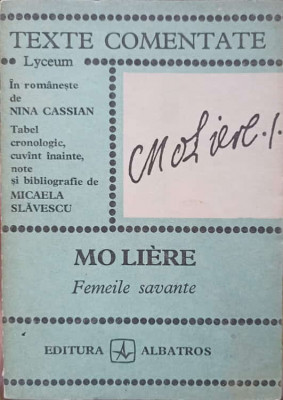 TEXTE COMENTATE
Lyceum
În românește
de
NINA CASSIAN
Tabel
cronologic,
cuvînt înainte,
note
și bibliografie de
MICAELA
SLĂVESCU
Moliere./.
MOLIÈRE
Femeile savante
EDITURA ALBATROS